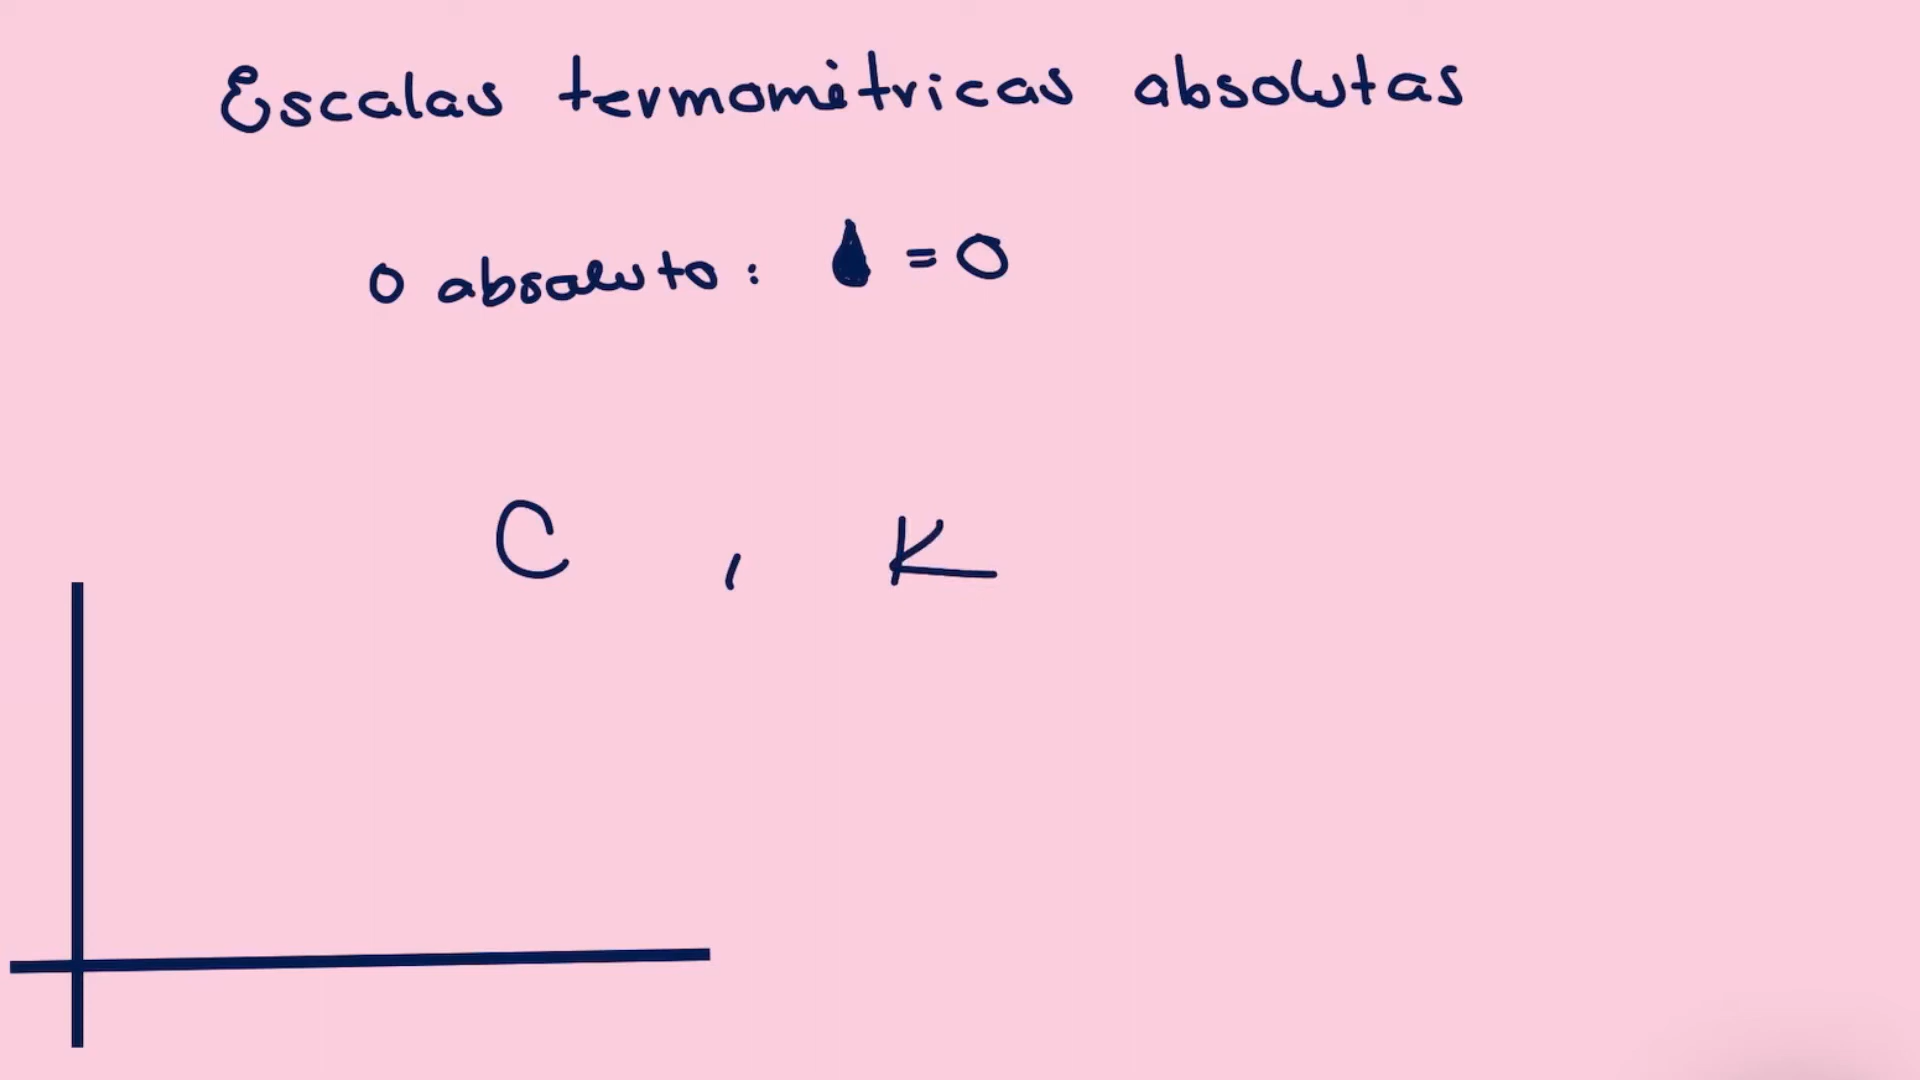 Escalas termométricas absolutas
0 absoluto: = 0
C , K